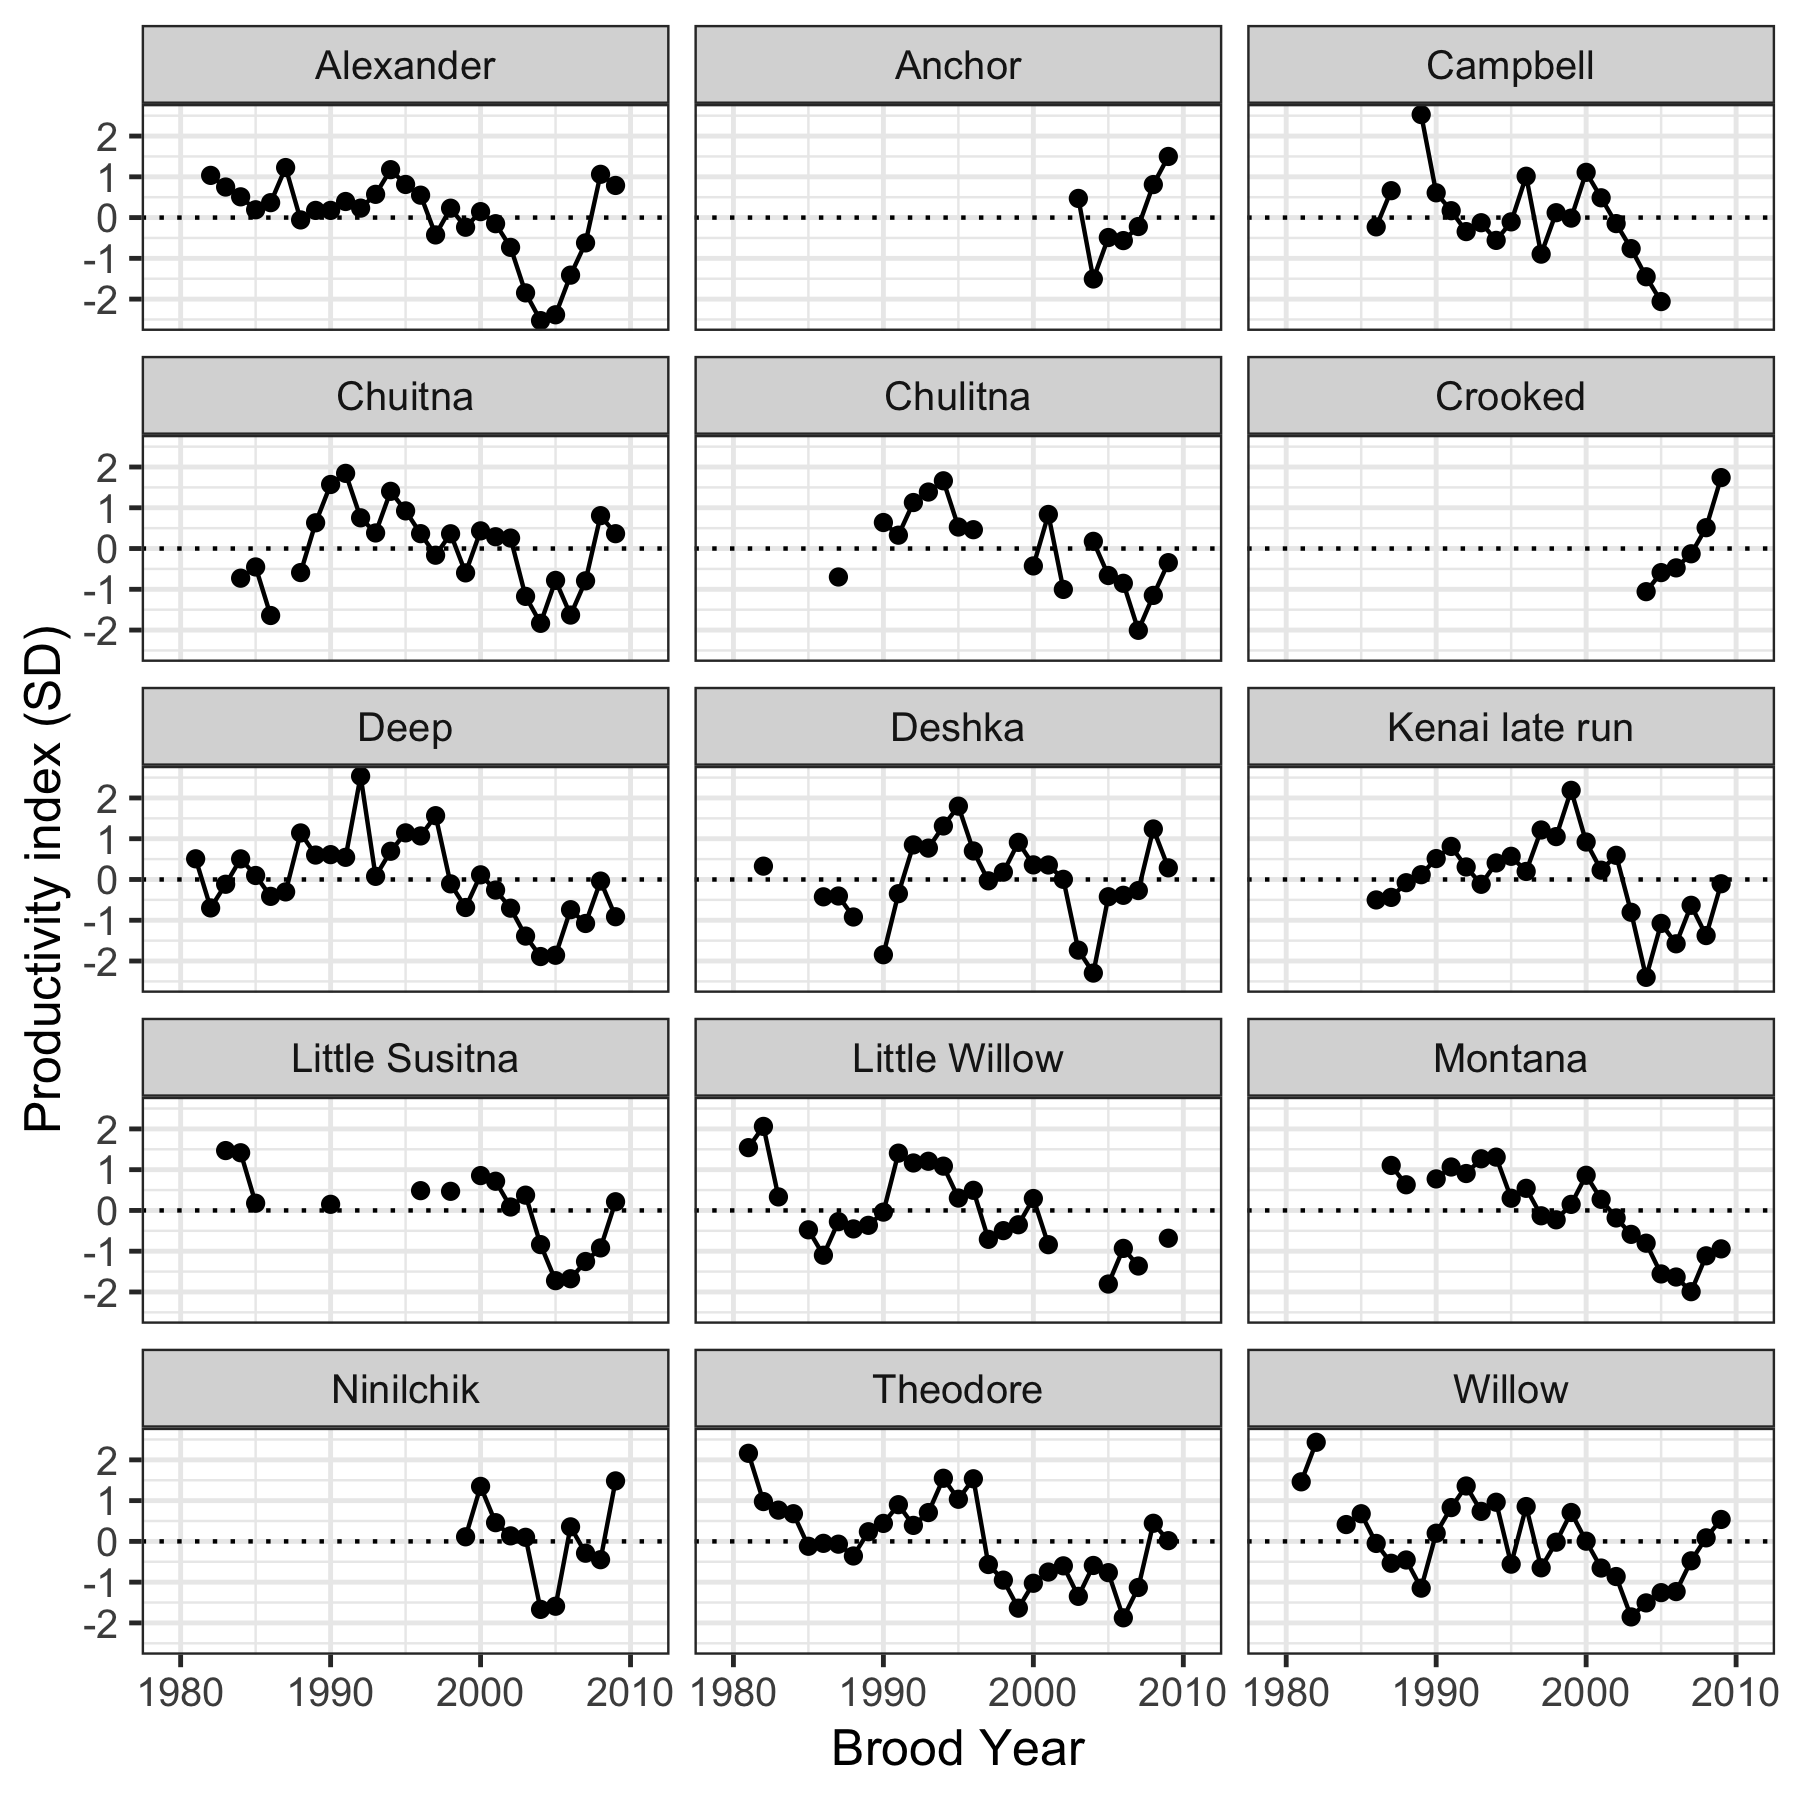 Alexander
Anchor
Campbell
2
1
0
-1
-2
Chuitna
Chulitna
Crooked
2
1
0
-1
-2
Deep
Deshka
Kenai late run
2
1
0
-1
-2
Little Susitna
Little Willow
Montana
2
1
0
-1
-2
Ninilchik
Theodore
Willow
2
1
0
-1
-2
1980 1990 2000 2010
1980 1990 2000 2010
1980 1990 2000 2010
Brood Year
Productivity index (SD)